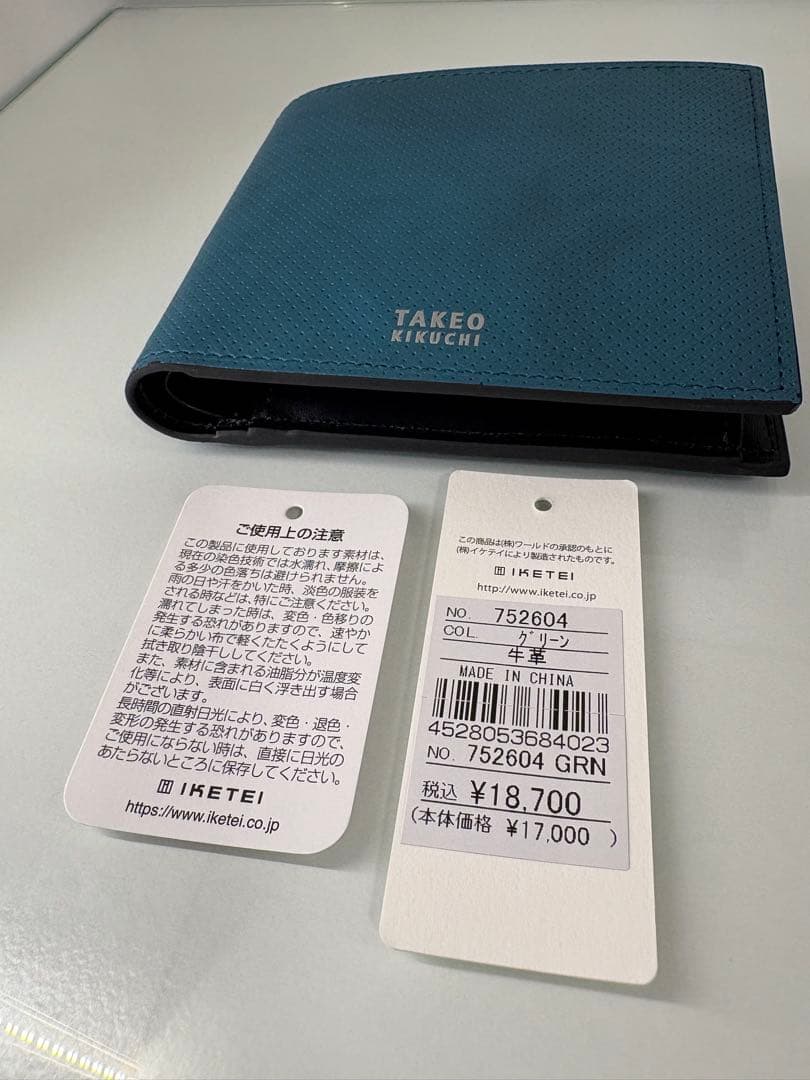 TAKEO
KIKUCHI
ご使用上の注意
この製品に使用しております素材は、
現在の染色技術では水濡れ、摩擦によ
る多少の色落ちは避けられません。
雨の日や汗をかいた時、淡色の服装を
される時などは、特にご注意ください。
濡れてしまった時は、変色・色移りの
発生する恐れがありますので、速やか
に柔らかい布で軽くたたくようにして
拭き取り陰干ししてください。
また、素材に含まれる油脂分が温度変
化等により、表面に白く浮き出す場合
がございます。
長時間の直射日光により、変色・退色・
変形の発生する恐れがありますので、
ご使用にならない時は、直接に日光の
あたらないところに保存してください。
IKETEI
https://www.iketei.co.jp
この商品は(株)ワールドの承認のもとに
(株)イケテイにより製造されたものです。
IKETEI
http://www.iketei.co.jp
NO. 752604
COL. グリーン
牛革
MADE IN CHINA
4528053684023
NO. 752604 GRN
税込 ¥18,700
(本体価格 ¥17,000 )